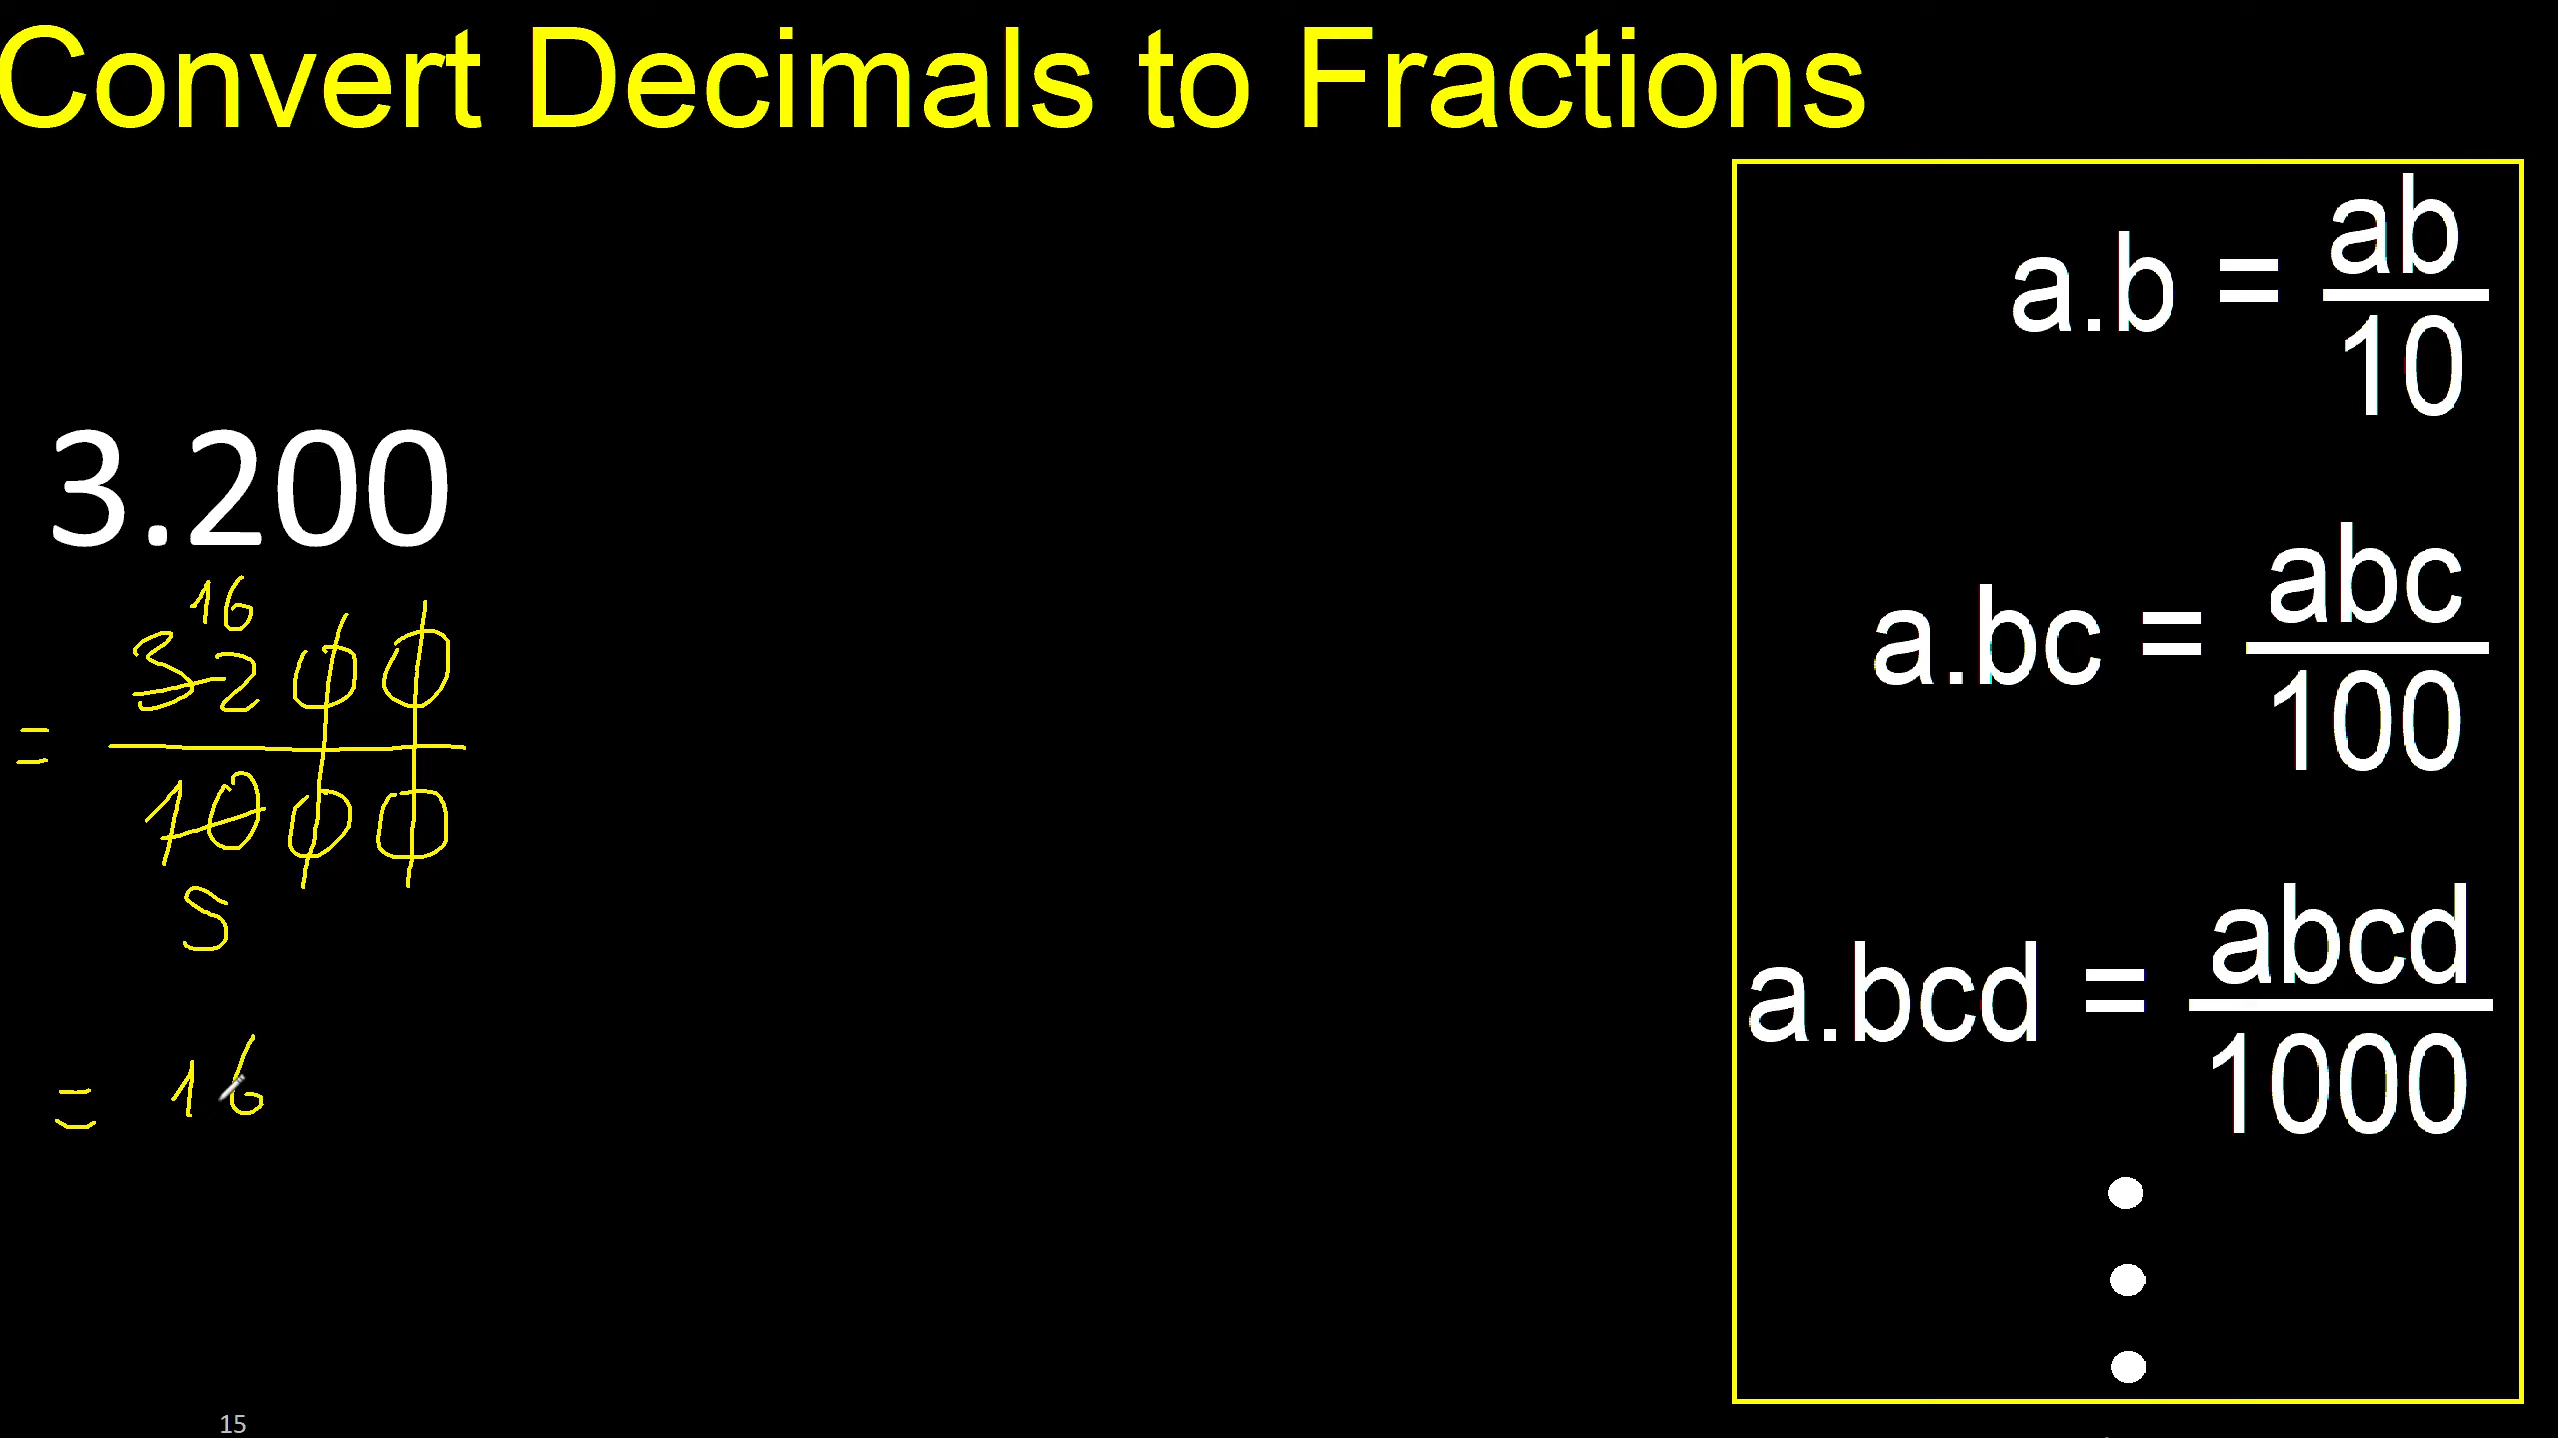 Convert Decimals to Fractions
3.200
16
= 3200
1000
5
= 16
a.b = ab
10
a.bc = abc
100
a.bcd = abcd
1000
15